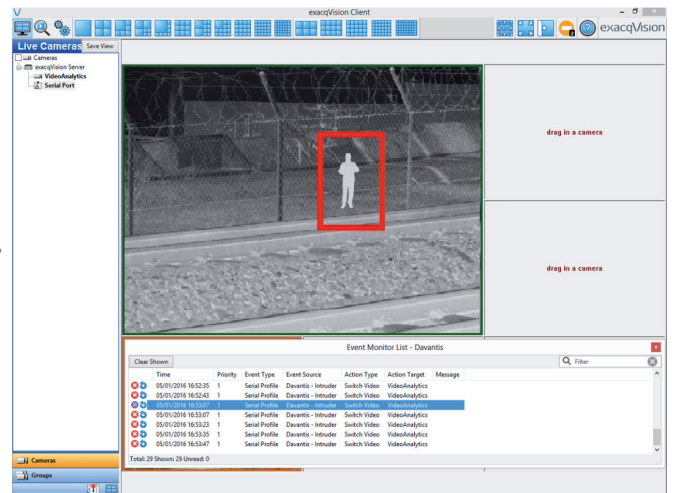 exacqVision Client
exacqVision
Live Cameras
Save View
Cameras
exacqVision Server
VideoAnalytics
Serial Port
drag in a camera
drag in a camera
Event Monitor List - Davantis
Clear Shown
Filter
Time Priority Event Type Event Source Action Type Action Target Message
05/01/2016 16:52:35 1 Serial Profile Davantis - Intruder Switch Video VideoAnalytics
05/01/2016 16:52:43 1 Serial Profile Davantis - Intruder Switch Video VideoAnalytics
05/01/2016 16:53:07 1 Serial Profile Davantis - Intruder Switch Video VideoAnalytics
05/01/2016 16:53:07 1 Serial Profile Davantis - Intruder Switch Video VideoAnalytics
05/01/2016 16:53:23 1 Serial Profile Davantis - Intruder Switch Video VideoAnalytics
05/01/2016 16:53:35 1 Serial Profile Davantis - Intruder Switch Video VideoAnalytics
05/01/2016 16:53:47 1 Serial Profile Davantis - Intruder Switch Video VideoAnalytics
Total: 29 Shown: 29 Unread: 0
Cameras
Groups